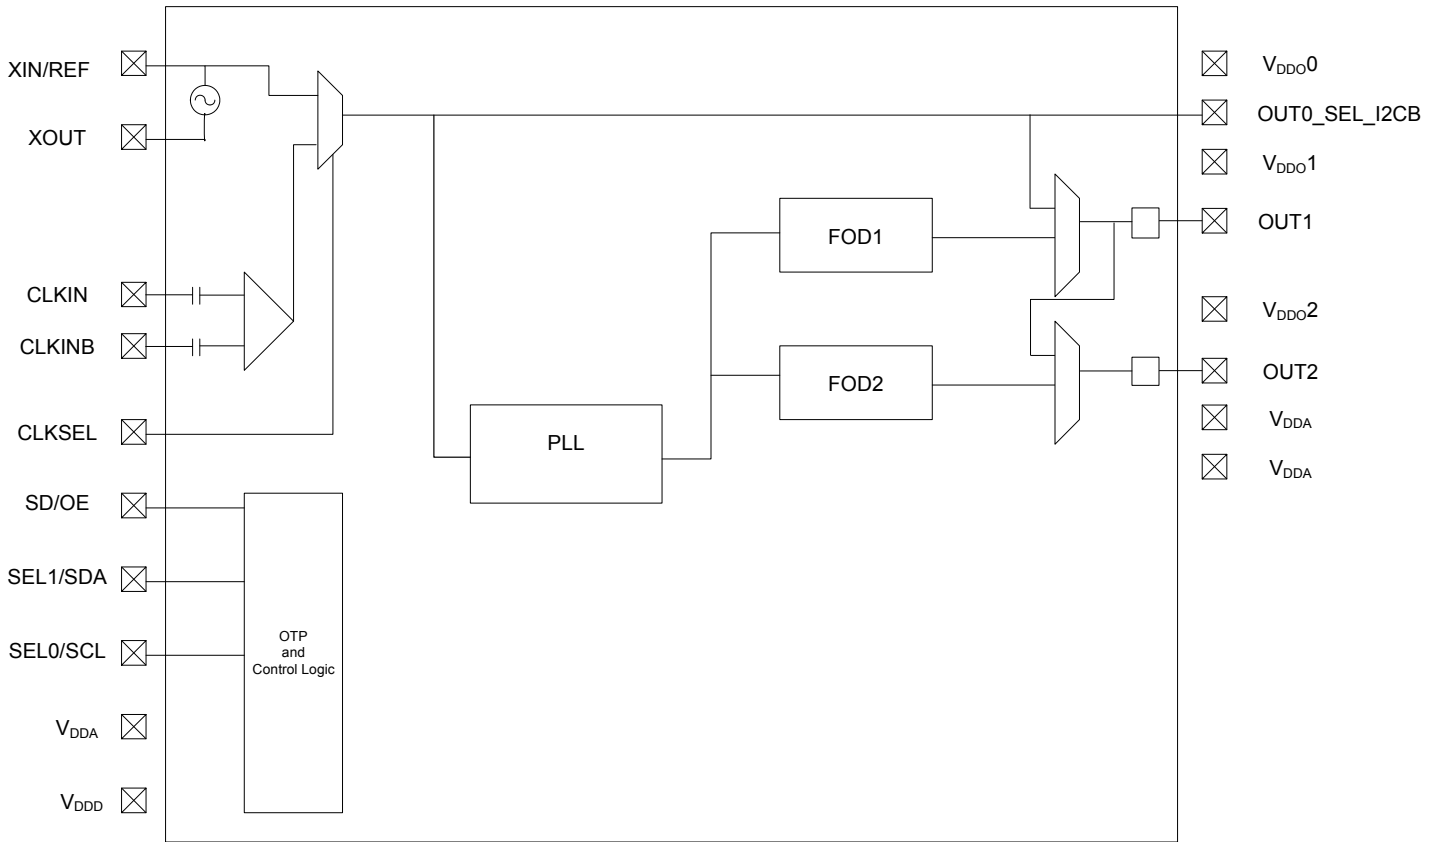 XIN/REF
XOUT
CLKIN
CLKINB
CLKSEL
SD/OE
SEL1/SDA
SEL0/SCL
VDDA
VDDD
OTP
and
Control Logic
PLL
FOD1
FOD2
VDDO0
OUT0_SEL_I2CB
VDDO1
OUT1
VDDO2
OUT2
VDDA
VDDA